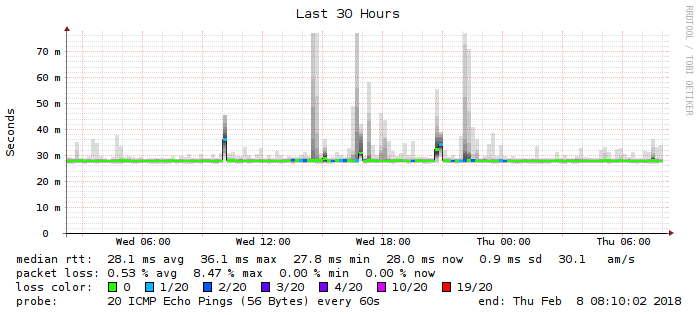 Last 30 Hours
RRDTOOL / TOBI OETIKER
Seconds
70 m
60 m
50 m
40 m
30 m
20 m
10 m
0
Wed 06:00 Wed 12:00 Wed 18:00 Thu 00:00 Thu 06:00
median rtt: 28.1 ms avg 36.1 ms max 27.8 ms min 28.0 ms now 0.9 ms sd 30.1 am/s
packet loss: 0.53 % avg 8.47 % max 0.00 % min 0.00 % now
loss color: 0 1/20 2/20 3/20 4/20 10/20 19/20
probe: 20 ICMP Echo Pings (56 Bytes) every 60s end: Thu Feb 8 08:10:02 2018